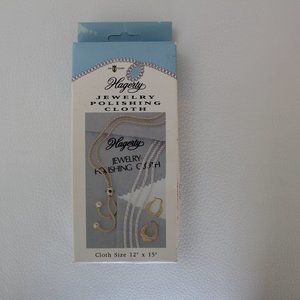 Hagerty
JEWELRY
POLISHING
CLOTH
Hagerty
JEWELRY
POLISHING CLOTH
Cloth Size 12" x 15"